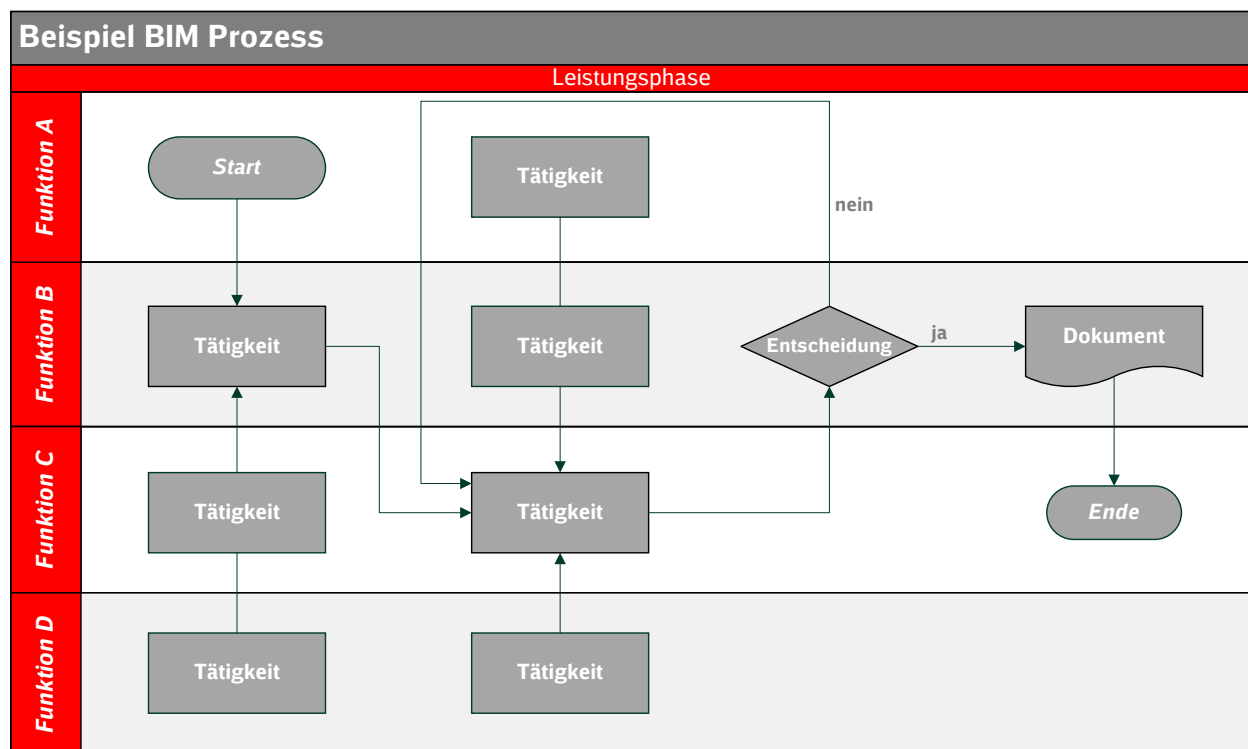 Beispiel BIM Prozess
Leistungsphase
Funktion A
Start
Tätigkeit
nein
Funktion B
Tätigkeit
Tätigkeit
Entscheidung
ja
Dokument
Funktion C
Tätigkeit
Tätigkeit
Ende
Funktion D
Tätigkeit
Tätigkeit